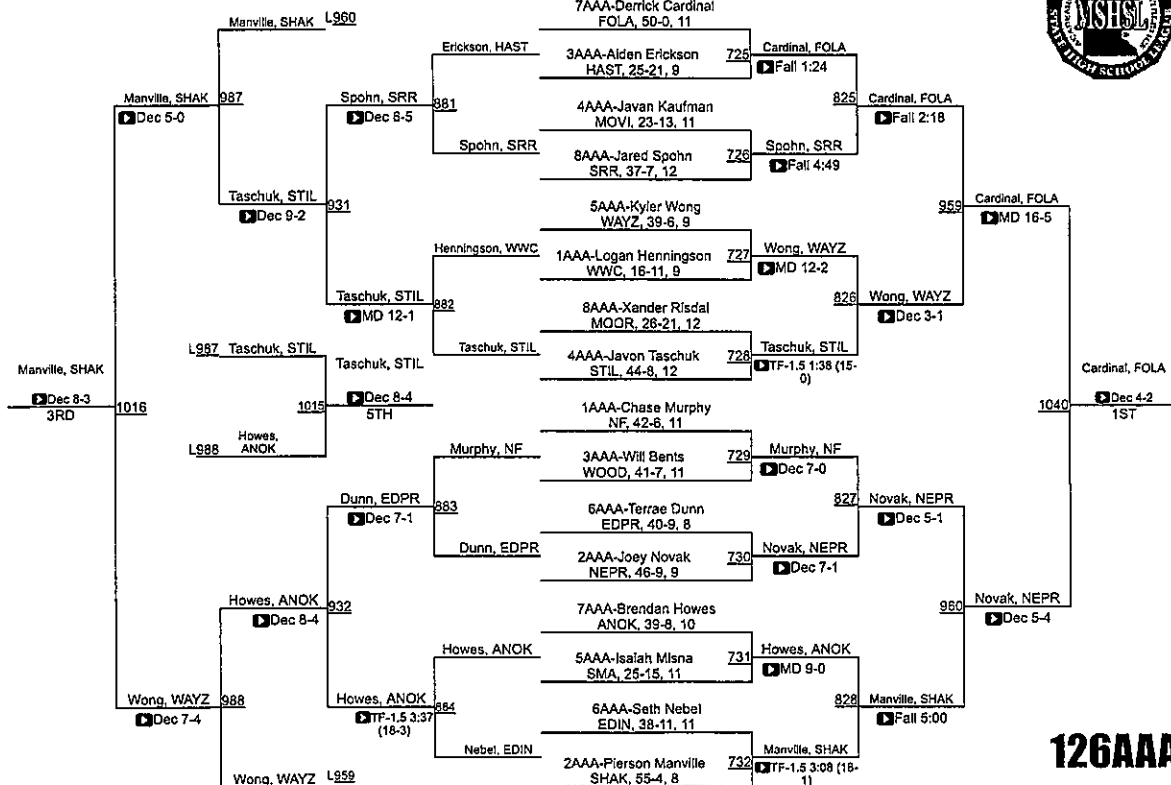 7AAA-Derrick Cardinal
FOLA, 50-0, 11
MSHSL
STATE HIGH SCHOOL LEAGUE
Manville, SHAK
L960
Erickson, HAST
3AAA-Aiden Erickson
HAST, 25-21, 9
725
Cardinal, FOLA
Fall 1:24
Manville, SHAK
Dec 5-0
987
Spohn, SRR
Dec 6-5
881
4AAA-Javan Kaufman
MOVI, 23-13, 11
825
Cardinal, FOLA
Fall 2:18
Spohn, SRR
8AAA-Jared Spohn
SRR, 37-7, 12
726
Spohn, SRR
Fall 4:49
Taschuk, STIL
Dec 9-2
931
5AAA-Kyler Wong
WAYZ, 39-6, 9
959
Cardinal, FOLA
MD 16-5
Henningson, WWC
1AAA-Logan Henningson
WWC, 16-11, 9
727
Wong, WAYZ
MD 12-2
Taschuk, STIL
MD 12-1
882
8AAA-Xander Risdal
MOOR, 26-21, 12
826
Wong, WAYZ
Dec 3-1
L987
Taschuk, STIL
Taschuk, STIL
Taschuk, STIL
4AAA-Javon Taschuk
STIL, 44-8, 12
728
Taschuk, STIL
TF-1.5 1:38 (15-
0)
Manville, SHAK
Dec 8-3
3RD
1016
1015
Dec 8-4
5TH
1AAA-Chase Murphy
NF, 42-6, 11
1040
Cardinal, FOLA
Dec 4-2
1ST
L988
Howes,
ANOK
Murphy, NF
3AAA-Will Bents
WOOD, 41-7, 11
729
Murphy, NF
Dec 7-0
Dunn, EDPR
Dec 7-1
883
6AAA-Terrae Dunn
EDPR, 40-9, 8
827
Novak, NEPR
Dec 5-1
Dunn, EDPR
2AAA-Joey Novak
NEPR, 46-9, 9
730
Novak, NEPR
Dec 7-1
Howes, ANOK
Dec 8-4
932
7AAA-Brendan Howes
ANOK, 39-8, 10
960
Novak, NEPR
Dec 5-4
Howes, ANOK
5AAA-Isaiah Misna
SMA, 25-15, 11
731
Howes, ANOK
MD 9-0
Wong, WAYZ
Dec 7-4
988
Howes, ANOK
TF-1.5 3:37
(18-3)
884
6AAA-Seth Nebel
EDIN, 38-11, 11
828
Manville, SHAK
Fall 5:00
Nebel, EDIN
2AAA-Pierson Manville
SHAK, 55-4, 8
732
Manville, SHAK
TF-1.5 3:08 (18-
11)
Wong, WAYZ
L959
126AAA